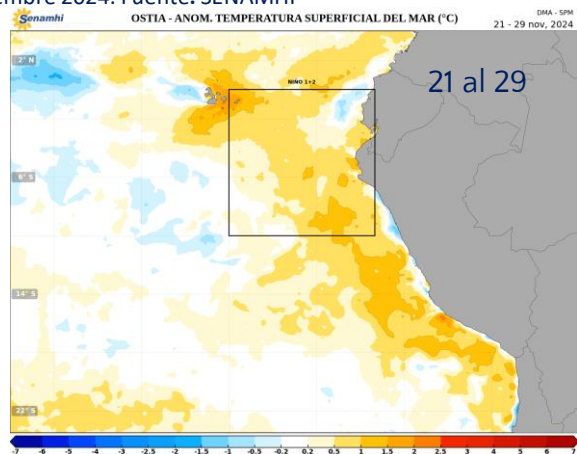 embre 2024. Fuente. SENAMHI
Senamhi
OSTIA - ANOM. TEMPERATURA SUPERFICIAL DEL MAR (°C)
DMA - SPM
21 - 29 nov, 2024
2° N
NIÑO 1+2
21 al 29
6° S
14° S
22° S
-7 -6 -5 -4 -3 -2.5 -2 -1.5 -1 -0.5 -0.2 0.2 0.5 1 1.5 2 2.5 3 4 5 6 7